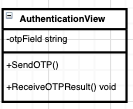 AuthenticationView
-otpField string
+SendOTP()
+ReceiveOTPResult() void